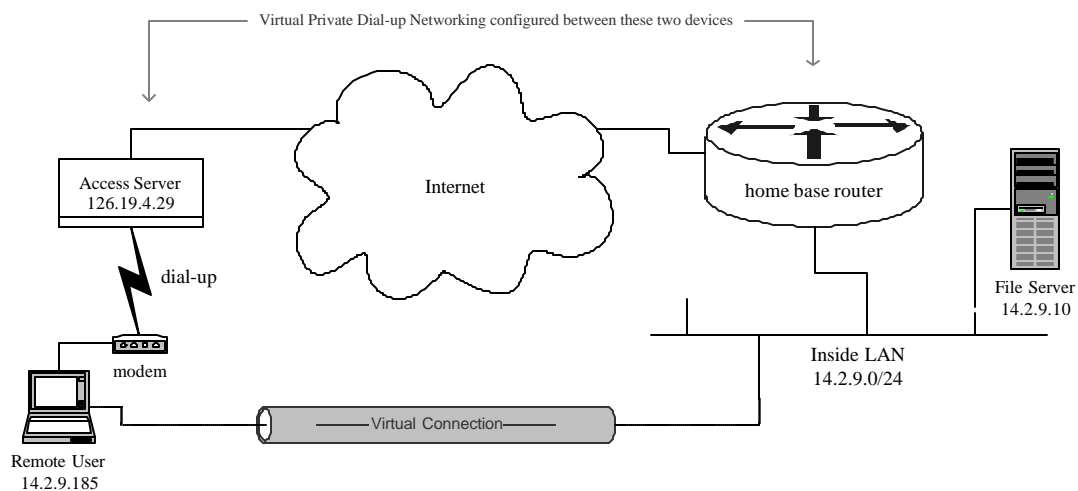 Virtual Private Dial-up Networking configured between these two devices
Access Server
126.19.4.29
Internet
home base router
dial-up
File Server
14.2.9.10
modem
Inside LAN
14.2.9.0/24
Virtual Connection
Remote User
14.2.9.185